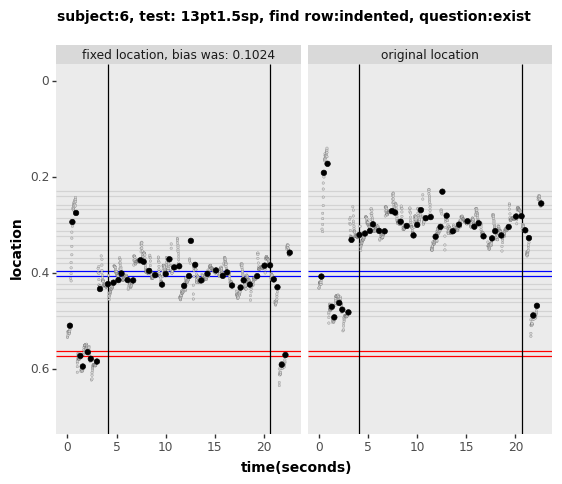 subject:6, test: 13pt1.5sp, find row:indented, question:exist
fixed location, bias was: 0.1024
original location
0
0.2
0.4
0.6
location
0 5 10 15 20
0 5 10 15 20
time(seconds)